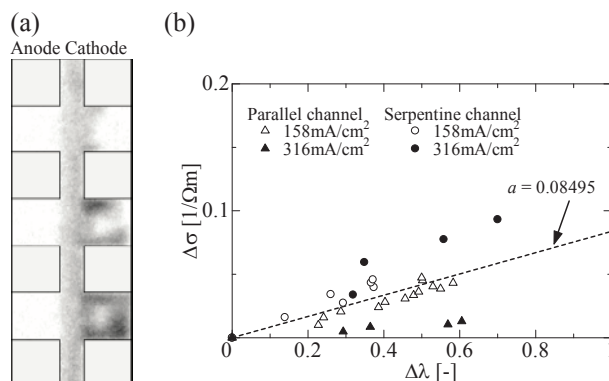 (a)
Anode Cathode
(b)
0.2
Parallel channel Serpentine channel
△ 158mA/cm² ○ 158mA/cm²
▲ 316mA/cm² ● 316mA/cm²
a = 0.08495
0.1
Δσ [1/Ωm]
0 0.2 0.4 0.6 0.8
Δλ [-]